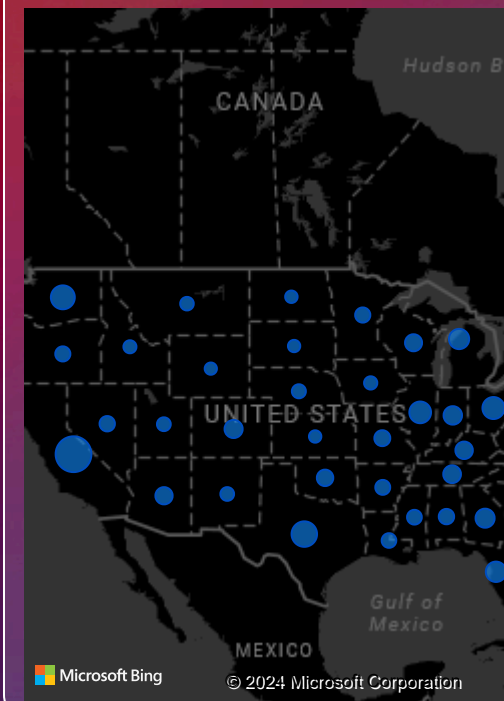 Hudson B
CANADA
UNITED STATES
Gulf of
Mexico
MEXICO
Microsoft Bing
© 2024 Microsoft Corporation